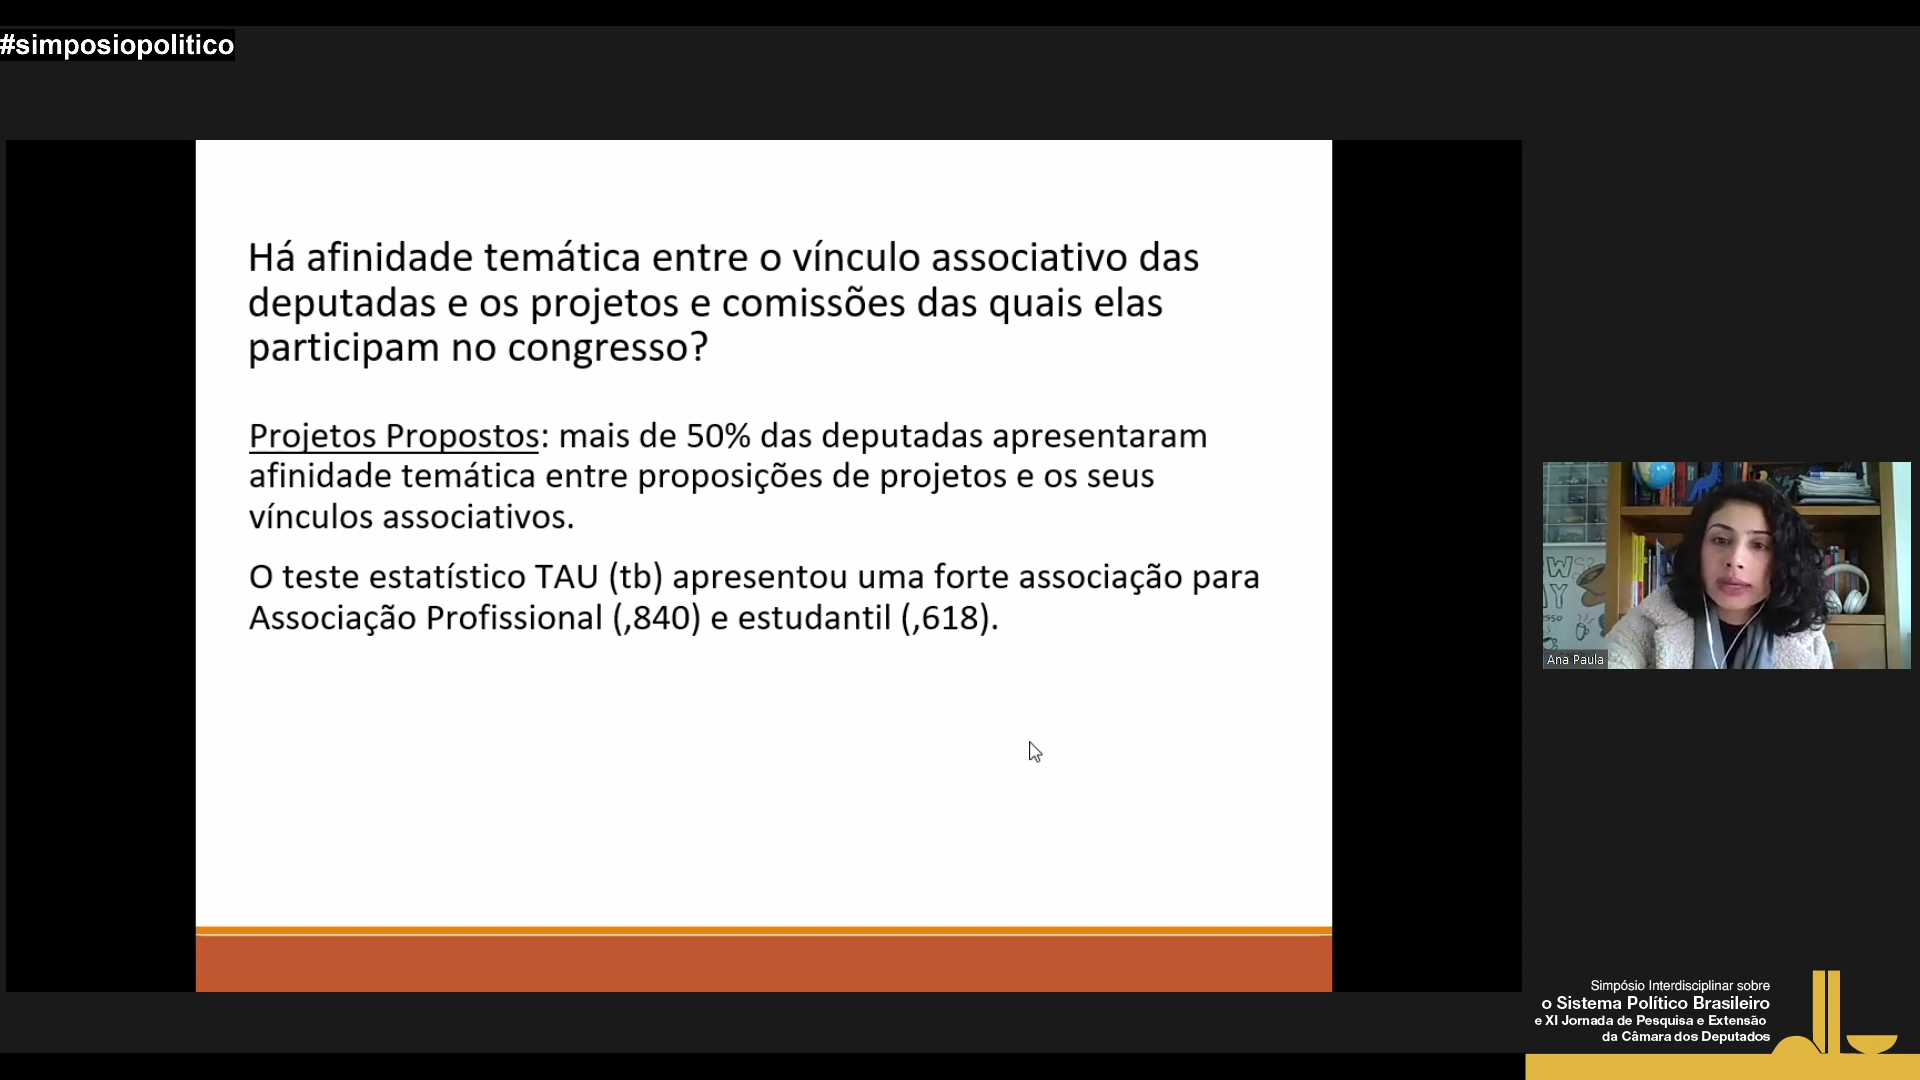 #simposiopolitico
Há afinidade temática entre o vínculo associativo das
deputadas e os projetos e comissões das quais elas
participam no congresso?
Projetos Propostos: mais de 50% das deputadas apresentaram
afinidade temática entre proposições de projetos e os seus
vínculos associativos.
O teste estatístico TAU (tb) apresentou uma forte associação para
Associação Profissional (,840) e estudantil (,618).
Ana Paula
Simpósio Interdisciplinar sobre
o Sistema Político Brasileiro
e XI Jornada de Pesquisa e Extensão
da Câmara dos Deputados